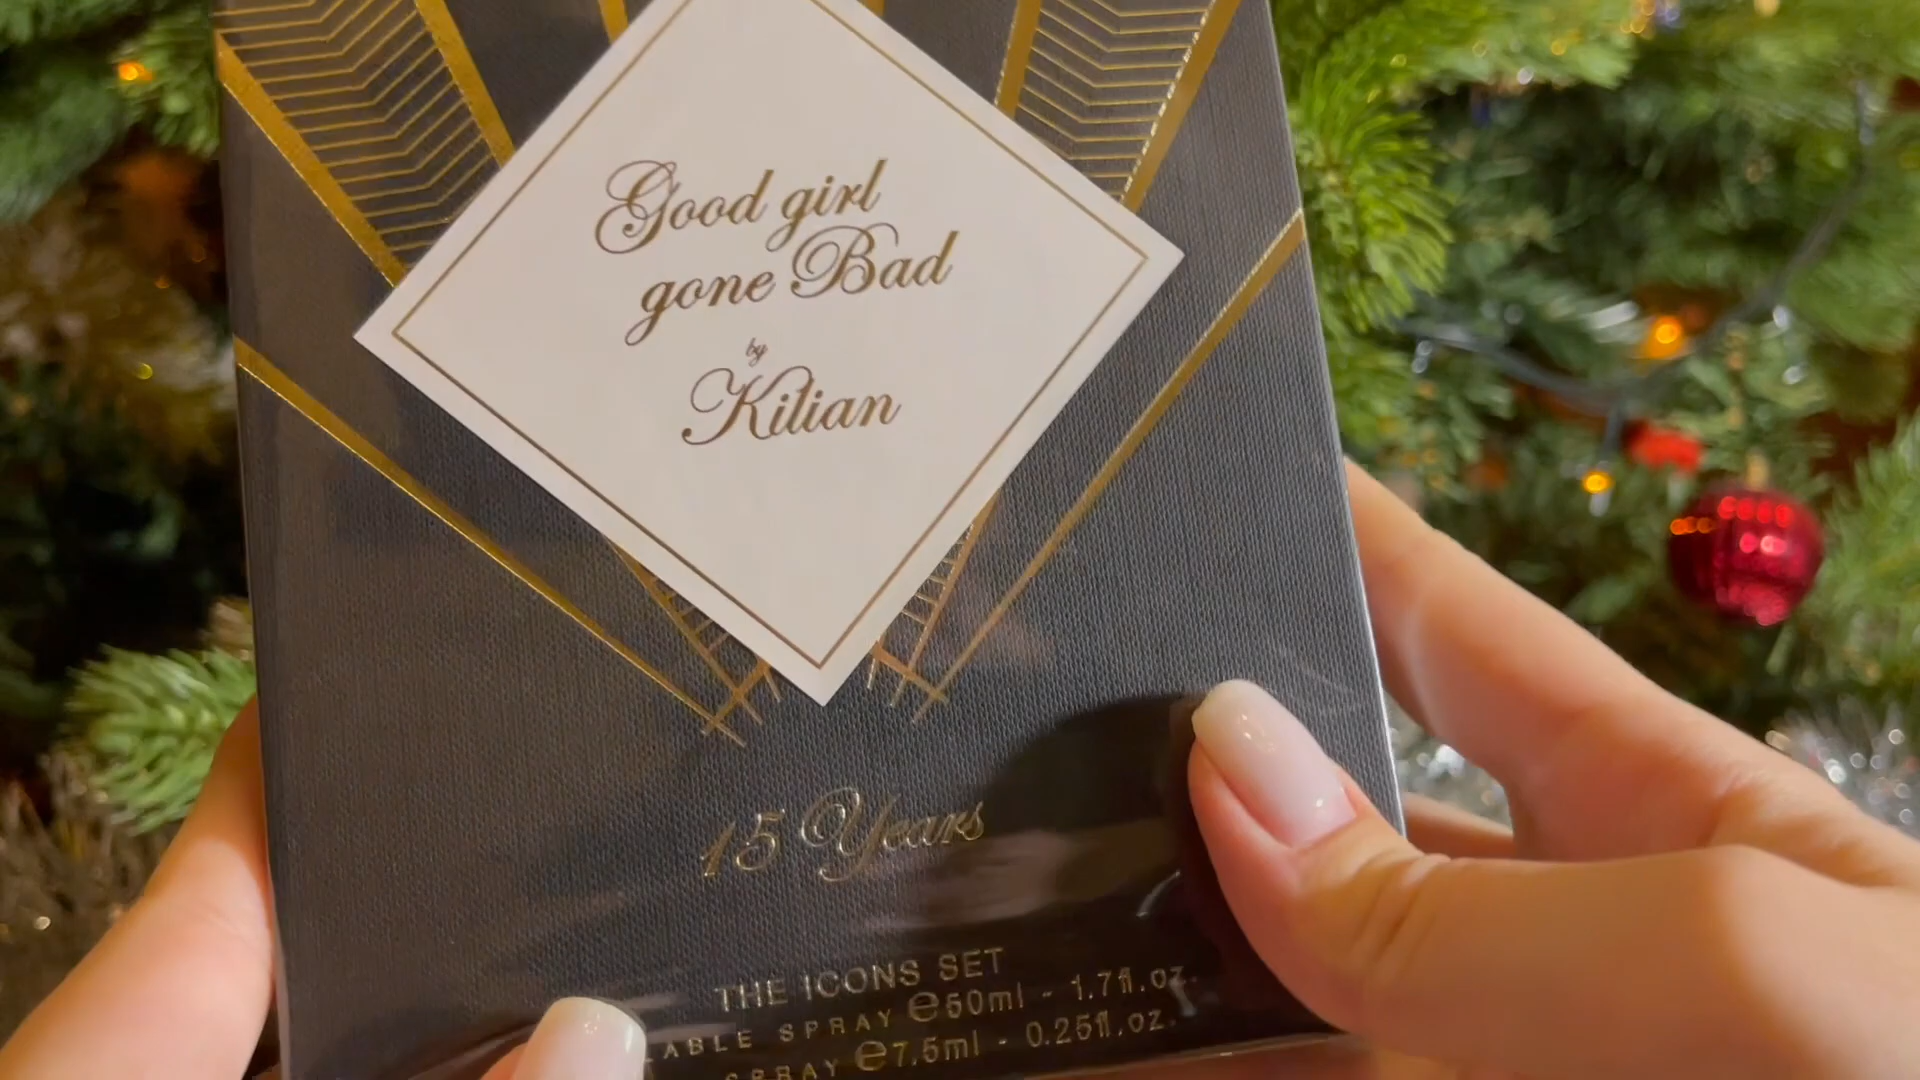 Good girl
gone Bad
by
Kilian
15 Years
THE ICONS SET
SPRAY ℮50ml - 1.7fl.oz.
SPRAY ℮7,5ml - 0.25fl.oz.